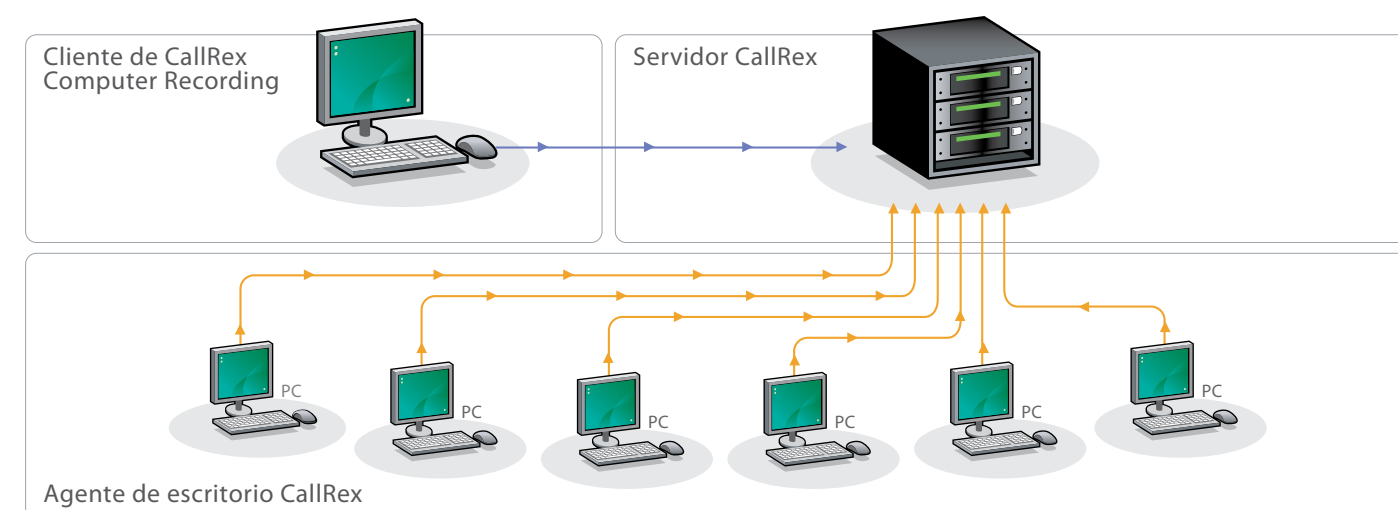 Cliente de CallRex
Computer Recording
Servidor CallRex
PC
PC
PC
PC
PC
PC
Agente de escritorio CallRex